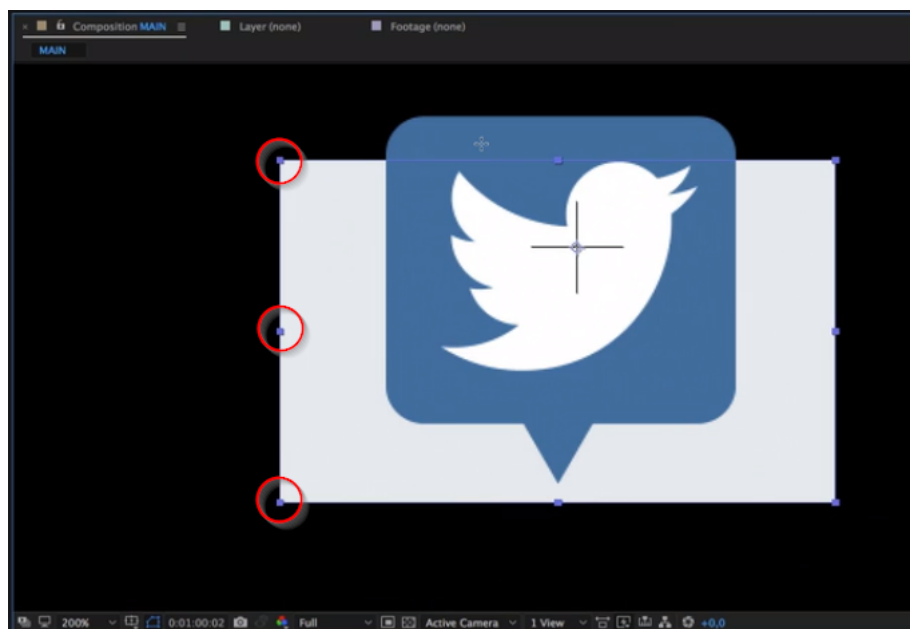 Composition MAIN Layer (none) Footage (none)
MAIN
200% 0:01:00:02 Full Active Camera 1 View +0,0